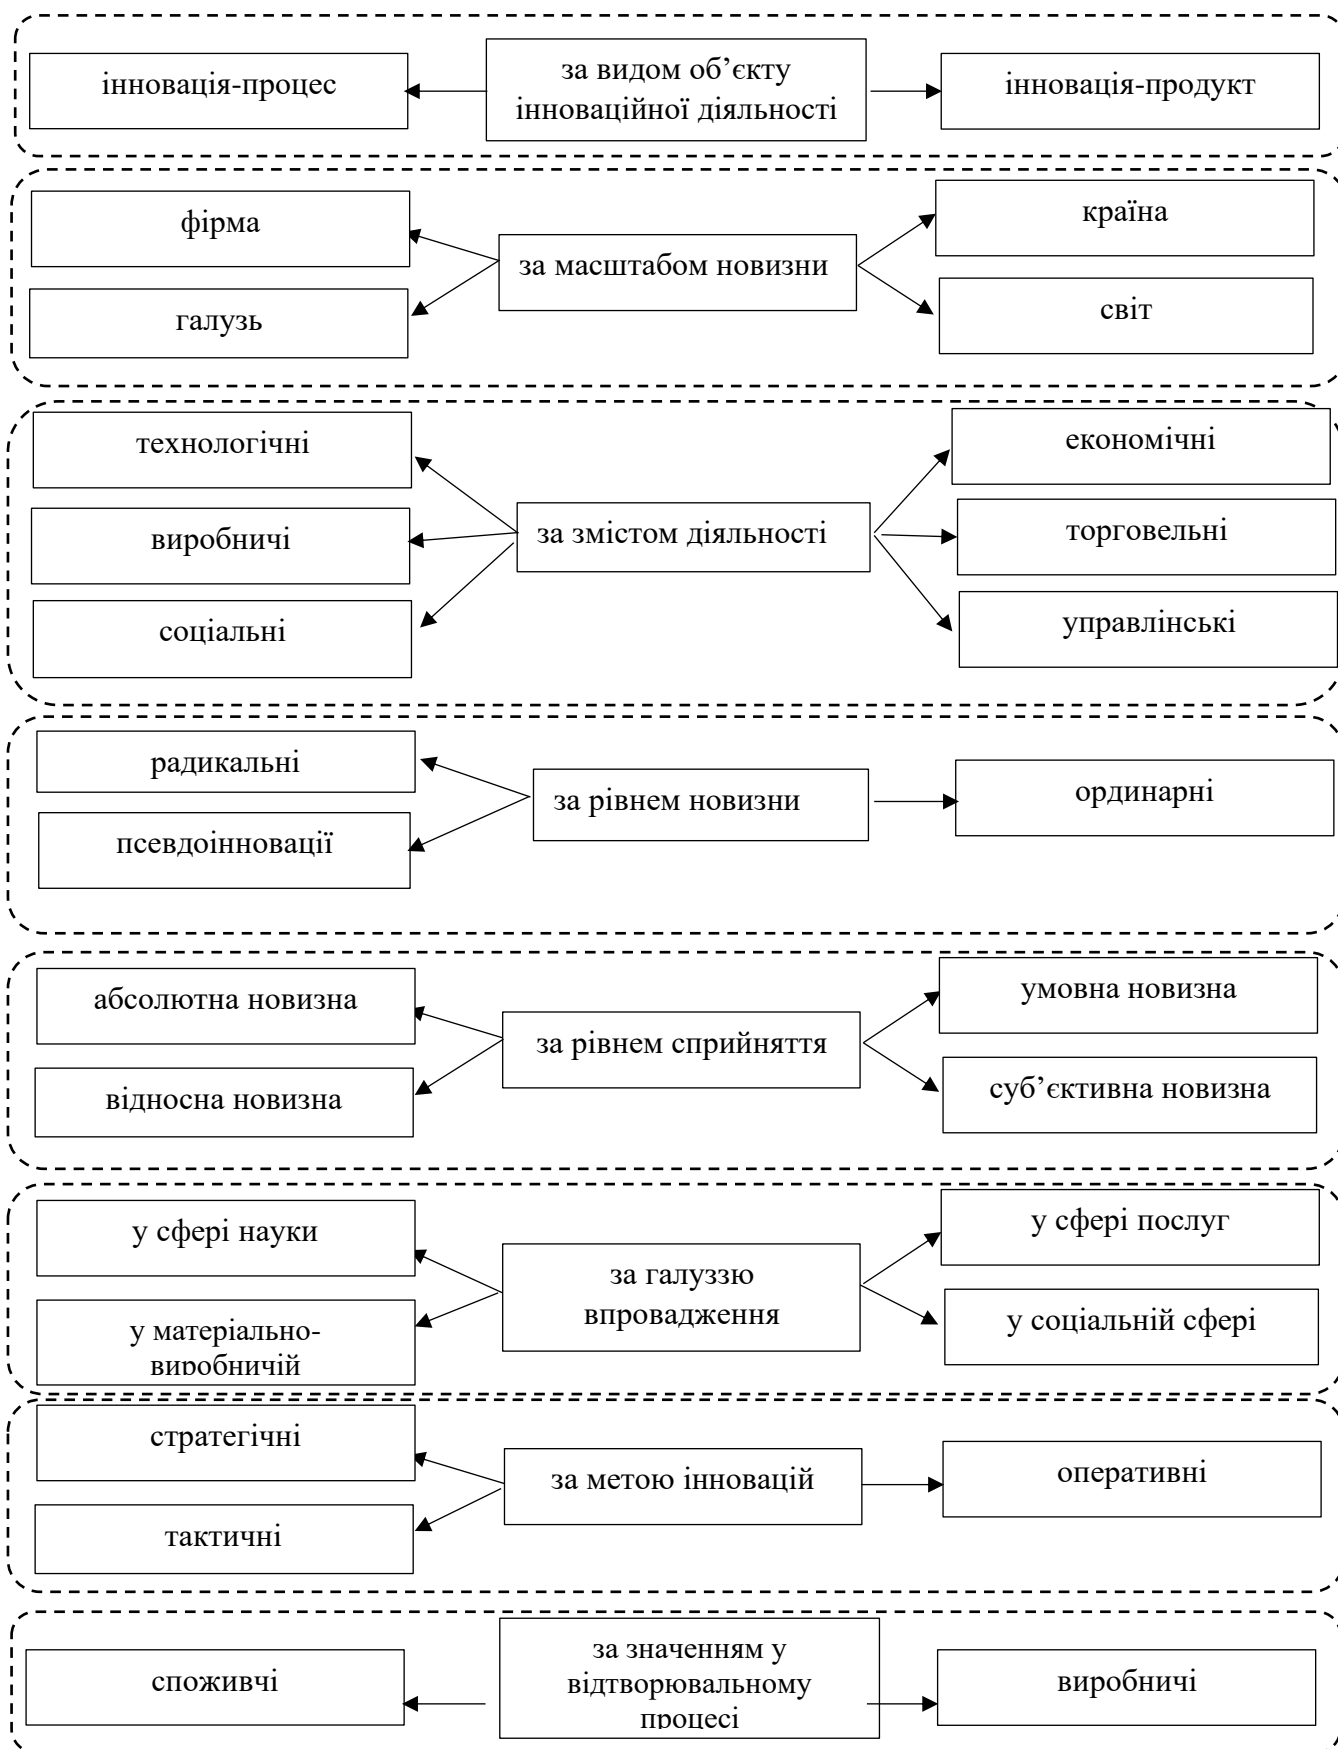 інновація-процес
за видом об’єкту
інноваційної діяльності
інновація-продукт
фірма
галузь
за масштабом новизни
країна
світ
технологічні
виробничі
соціальні
за змістом діяльності
економічні
торговельні
управлінські
радикальні
псевдоінновації
за рівнем новизни
ординарні
абсолютна новизна
відносна новизна
за рівнем сприйняття
умовна новизна
суб’єктивна новизна
у сфері науки
у матеріально-
виробничій
за галуззю
впровадження
у сфері послуг
у соціальній сфері
стратегічні
тактичні
за метою інновацій
оперативні
споживчі
за значенням у
відтворювальному
процесі
виробничі